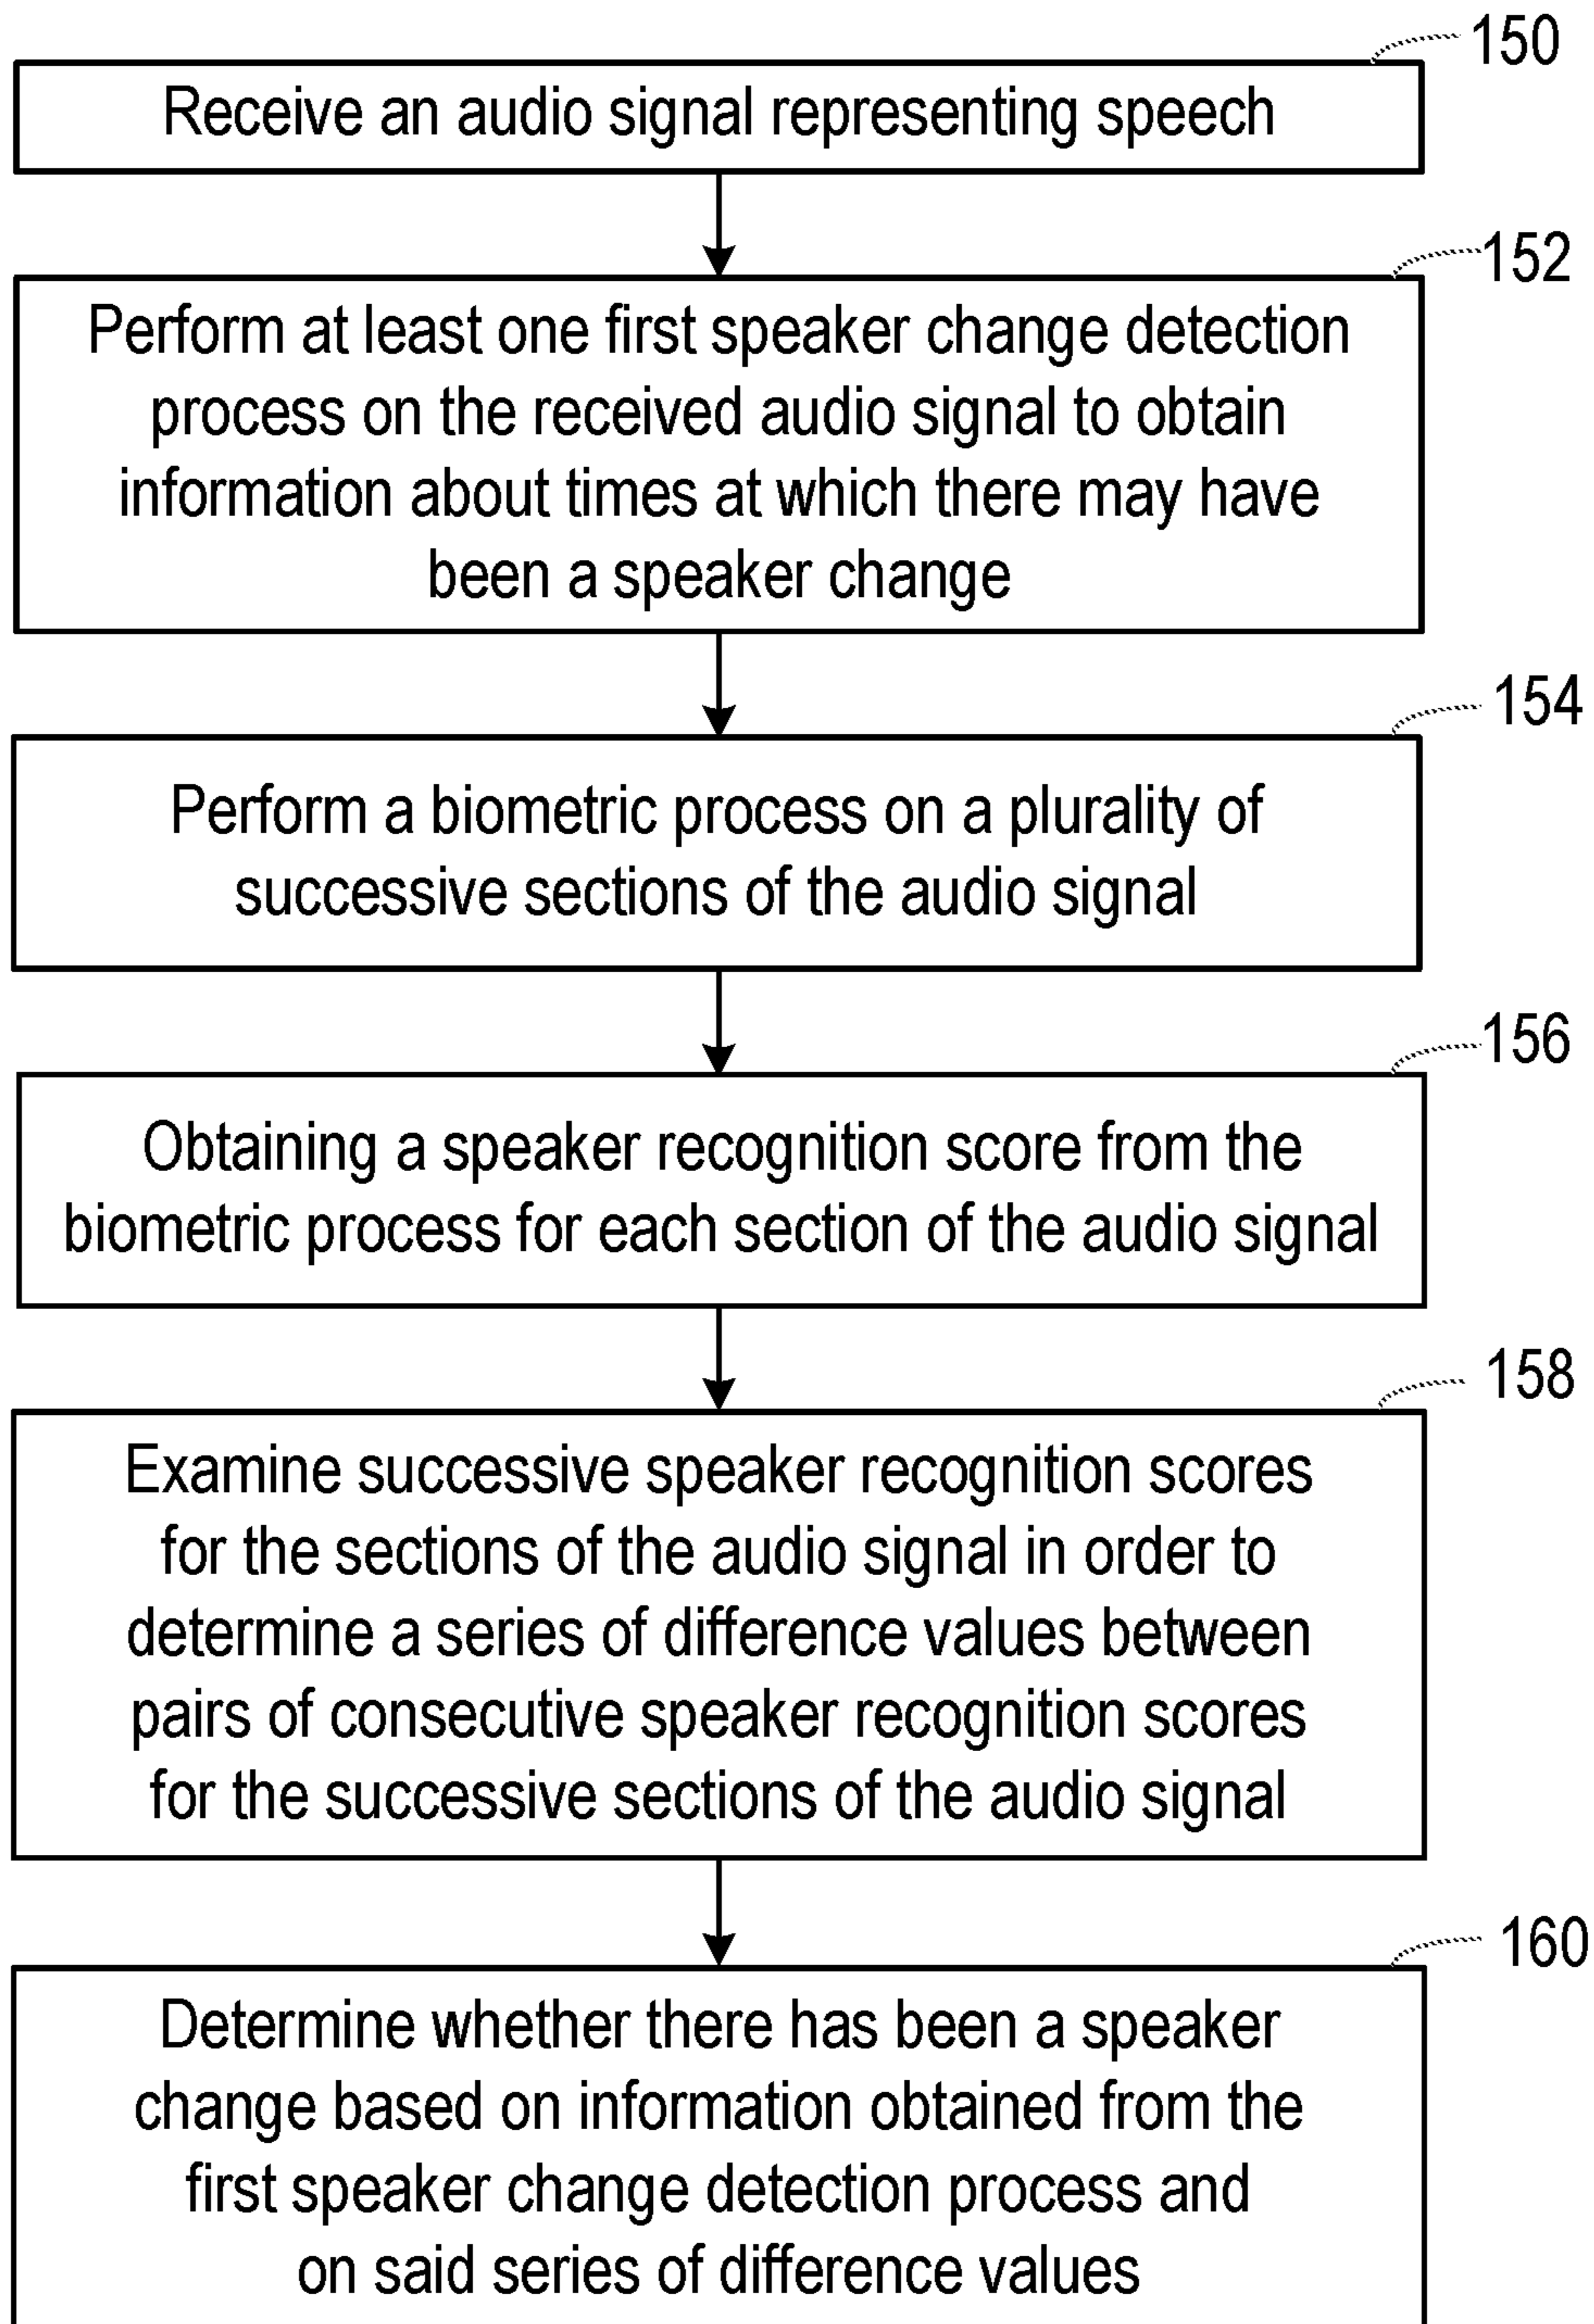 150
Receive an audio signal representing speech
152
Perform at least one first speaker change detection
process on the received audio signal to obtain
information about times at which there may have
been a speaker change
154
Perform a biometric process on a plurality of
successive sections of the audio signal
156
Obtaining a speaker recognition score from the
biometric process for each section of the audio signal
158
Examine successive speaker recognition scores
for the sections of the audio signal in order to
determine a series of difference values between
pairs of consecutive speaker recognition scores
for the successive sections of the audio signal
160
Determine whether there has been a speaker
change based on information obtained from the
first speaker change detection process and
on said series of difference values